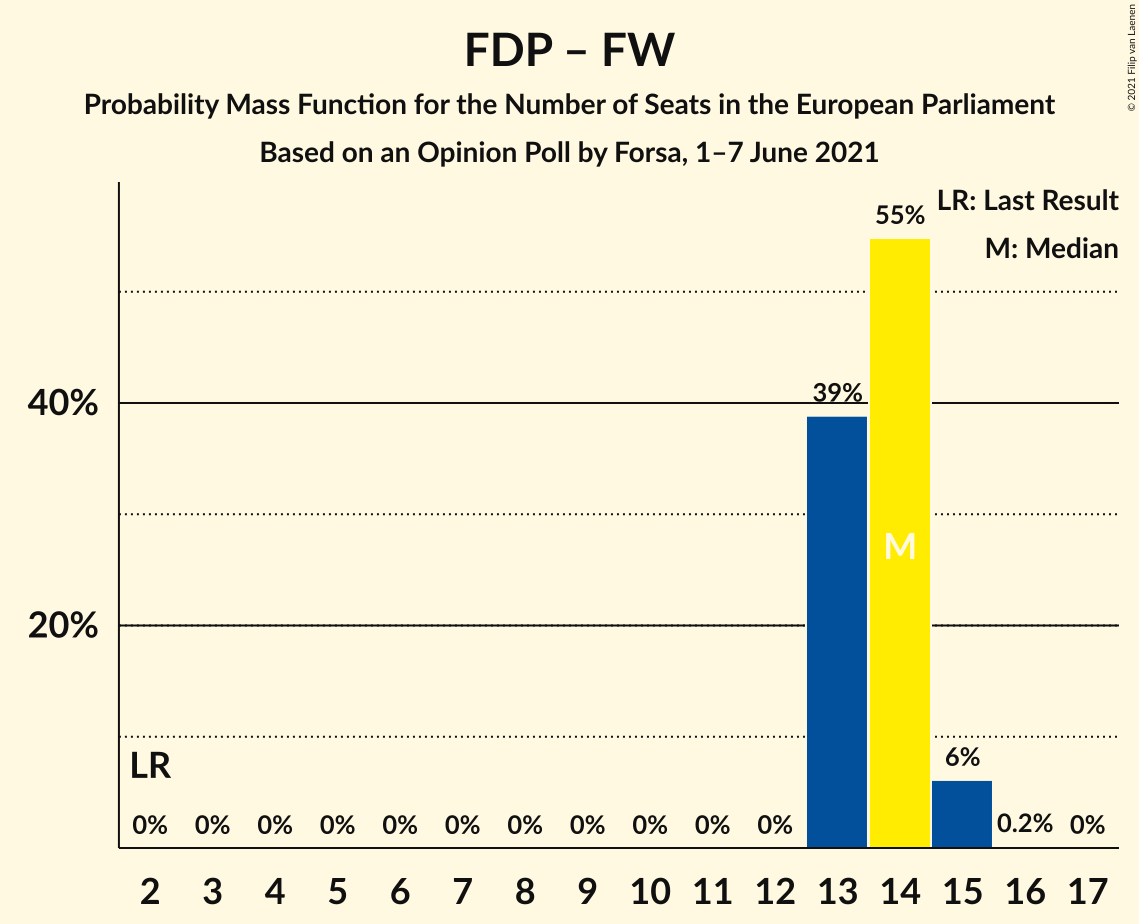 FDP – FW
Probability Mass Function for the Number of Seats in the European Parliament
Based on an Opinion Poll by Forsa, 1–7 June 2021
© 2021 Filip van Laenen
LR: Last Result
M: Median
55%
40%
39%
M
20%
LR
6%
0% 0% 0% 0% 0% 0% 0% 0% 0% 0% 0% 0.2% 0%
2 3 4 5 6 7 8 9 10 11 12 13 14 15 16 17